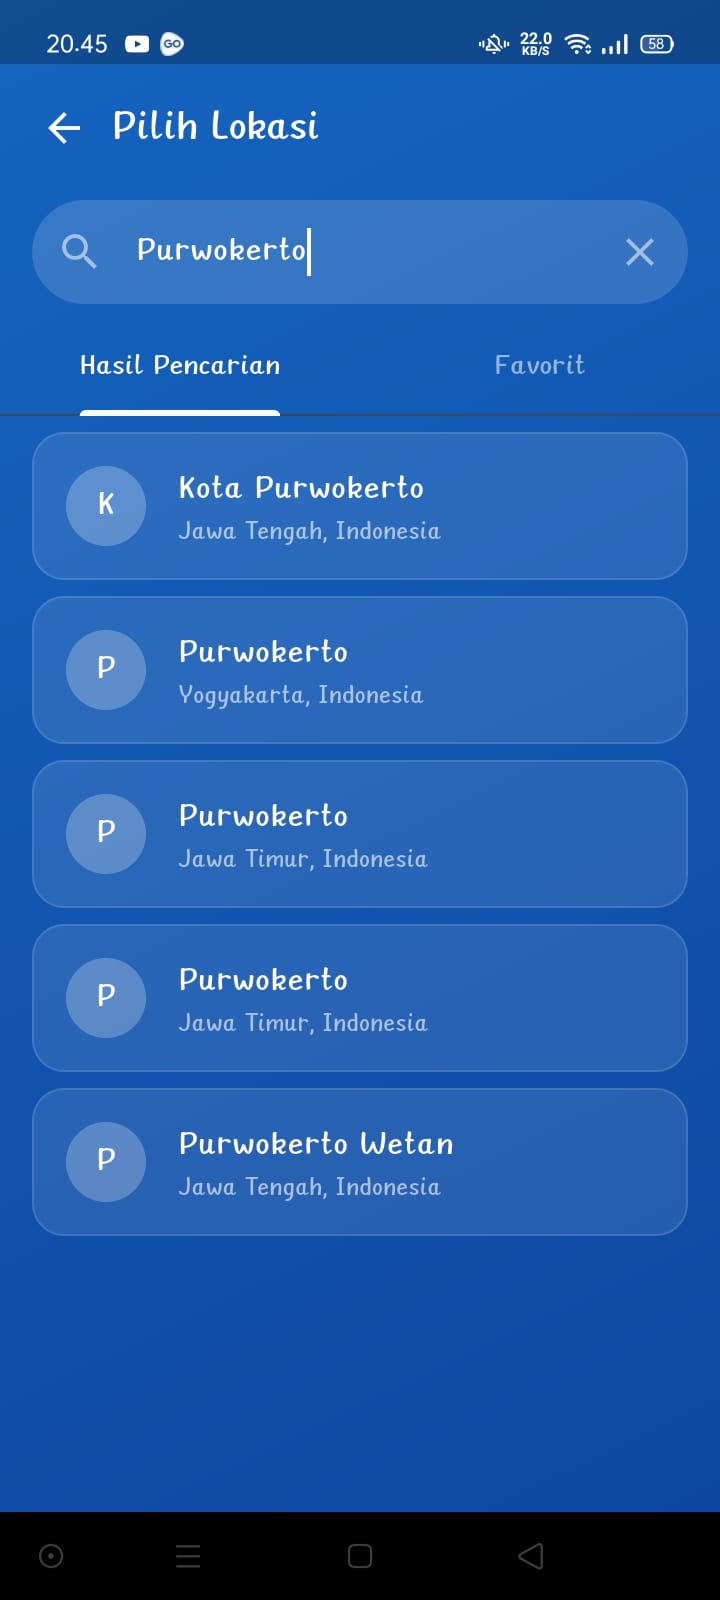 20.45 GO 22.0 KB/S 58
Pilih Lokasi
Purwokerto
Hasil Pencarian Favorit
K Kota Purwokerto
Jawa Tengah, Indonesia
P Purwokerto
Yogyakarta, Indonesia
P Purwokerto
Jawa Timur, Indonesia
P Purwokerto
Jawa Timur, Indonesia
P Purwokerto Wetan
Jawa Tengah, Indonesia